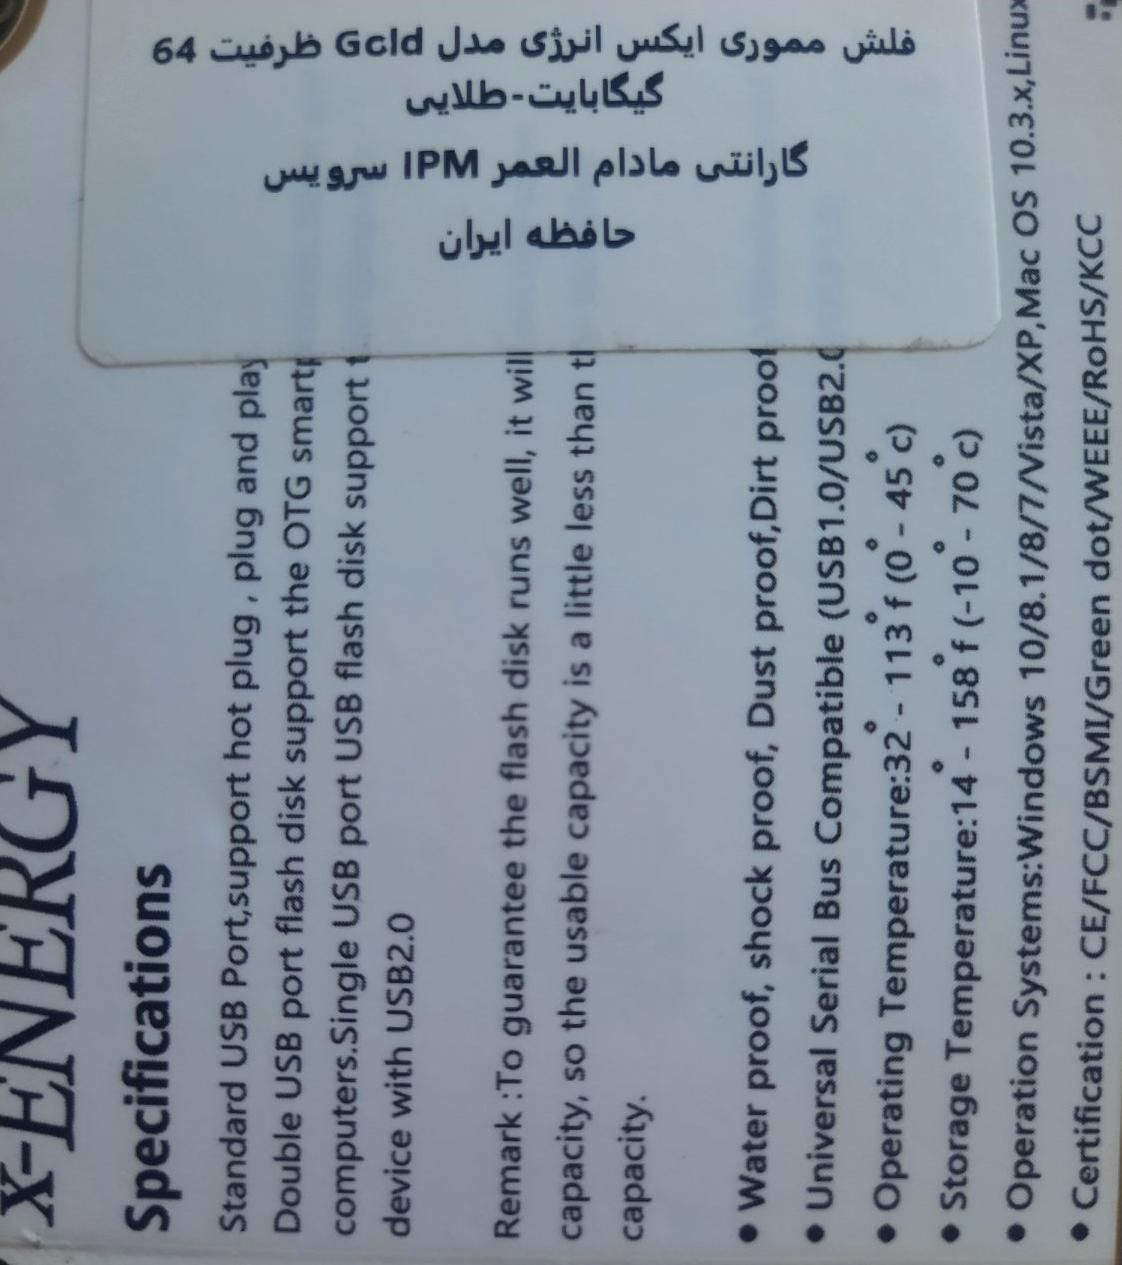 فلش مموری ایکس انرژی مدل Gold ظرفیت 64
گیگابایت-طلایی
گارانتی مادام العمر IPM سرویس
حافظه ایران
X-ENERGY
Specifications
Standard USB Port,support hot plug , plug and play
Double USB port flash disk support the OTG
computers.Single USB port USB flash disk support
device with USB2.0
Remark :To guarantee the flash disk runs well, it will
capacity, so the usable capacity is a little less than
capacity.
• Water proof, shock proof, Dust proof,Dirt proof
• Universal Serial Bus Compatible (USB1.0/USB2.0
• Operating Temperature:32° - 113° f (0° - 45° c)
• Storage Temperature:14° - 158° f (-10° - 70° c)
• Operation Systems:Windows 10/8.1/8/7/Vista/XP,Mac OS 10.3.x,Linux
• Certification : CE/FCC/BSMI/Green dot/WEEE/RoHS/KCC